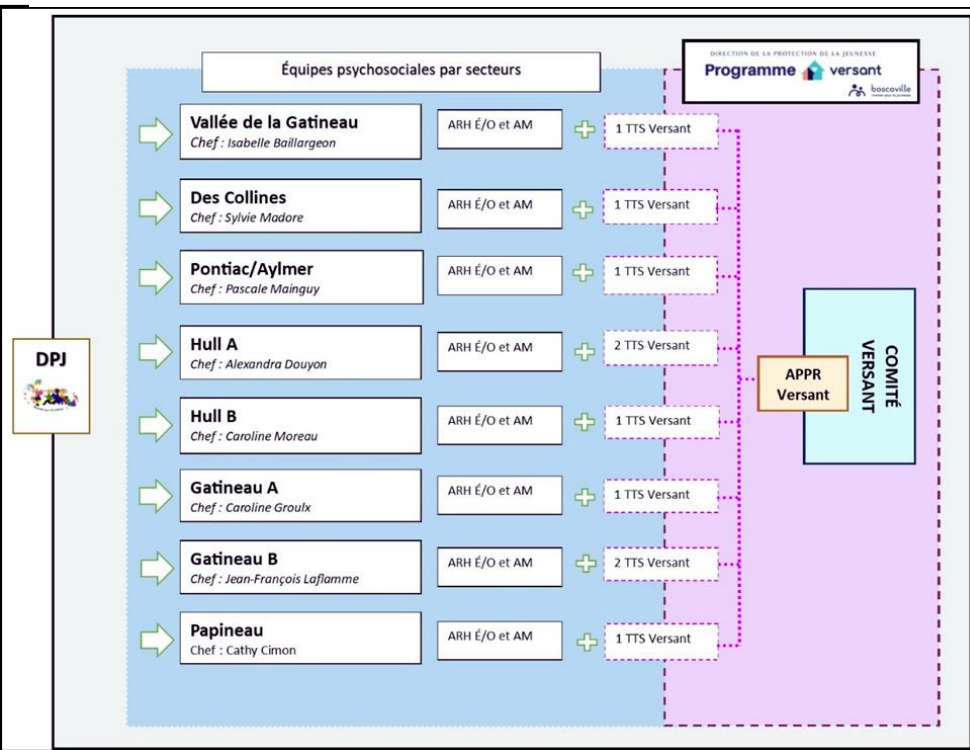 Équipes psychosociales par secteurs
DIRECTION DE LA PROTECTION DE LA JEUNESSE
Programme versant
boscoville
Vallée de la Gatineau
Chef : Isabelle Baillargeon
ARH É/O et AM
1 TTS Versant
Des Collines
Chef : Sylvie Madore
ARH É/O et AM
1 TTS Versant
Pontiac/Aylmer
Chef : Pascale Mainguy
ARH É/O et AM
1 TTS Versant
Hull A
Chef : Alexandra Douyon
ARH É/O et AM
2 TTS Versant
Hull B
Chef : Caroline Moreau
ARH É/O et AM
1 TTS Versant
Gatineau A
Chef : Caroline Groulx
ARH É/O et AM
1 TTS Versant
Gatineau B
Chef : Jean-François Laflamme
ARH É/O et AM
2 TTS Versant
Papineau
Chef : Cathy Cimon
ARH É/O et AM
1 TTS Versant
DPJ
APPR
Versant
COMITÉ
VERSANT